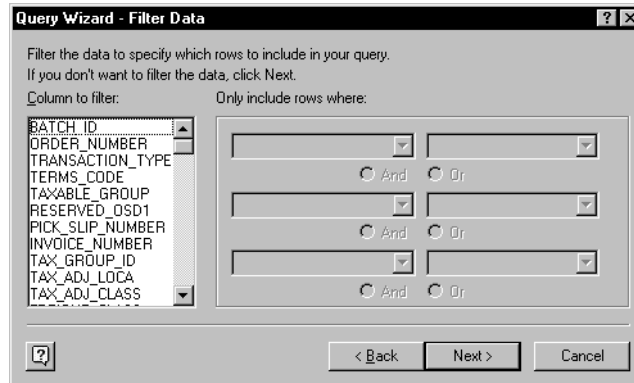 Query Wizard - Filter Data
Filter the data to specify which rows to include in your query.
If you don't want to filter the data, click Next.
Column to filter:
Only include rows where:
BATCH_ID
ORDER_NUMBER
TRANSACTION_TYPE
TERMS_CODE
TAXABLE_GROUP
RESERVED_OSD1
PICK_SLIP_NUMBER
INVOICE_NUMBER
TAX_GROUP_ID
TAX_ADJ_LOCA
TAX_ADJ_CLASS
And Or
And Or
And Or
< Back Next > Cancel